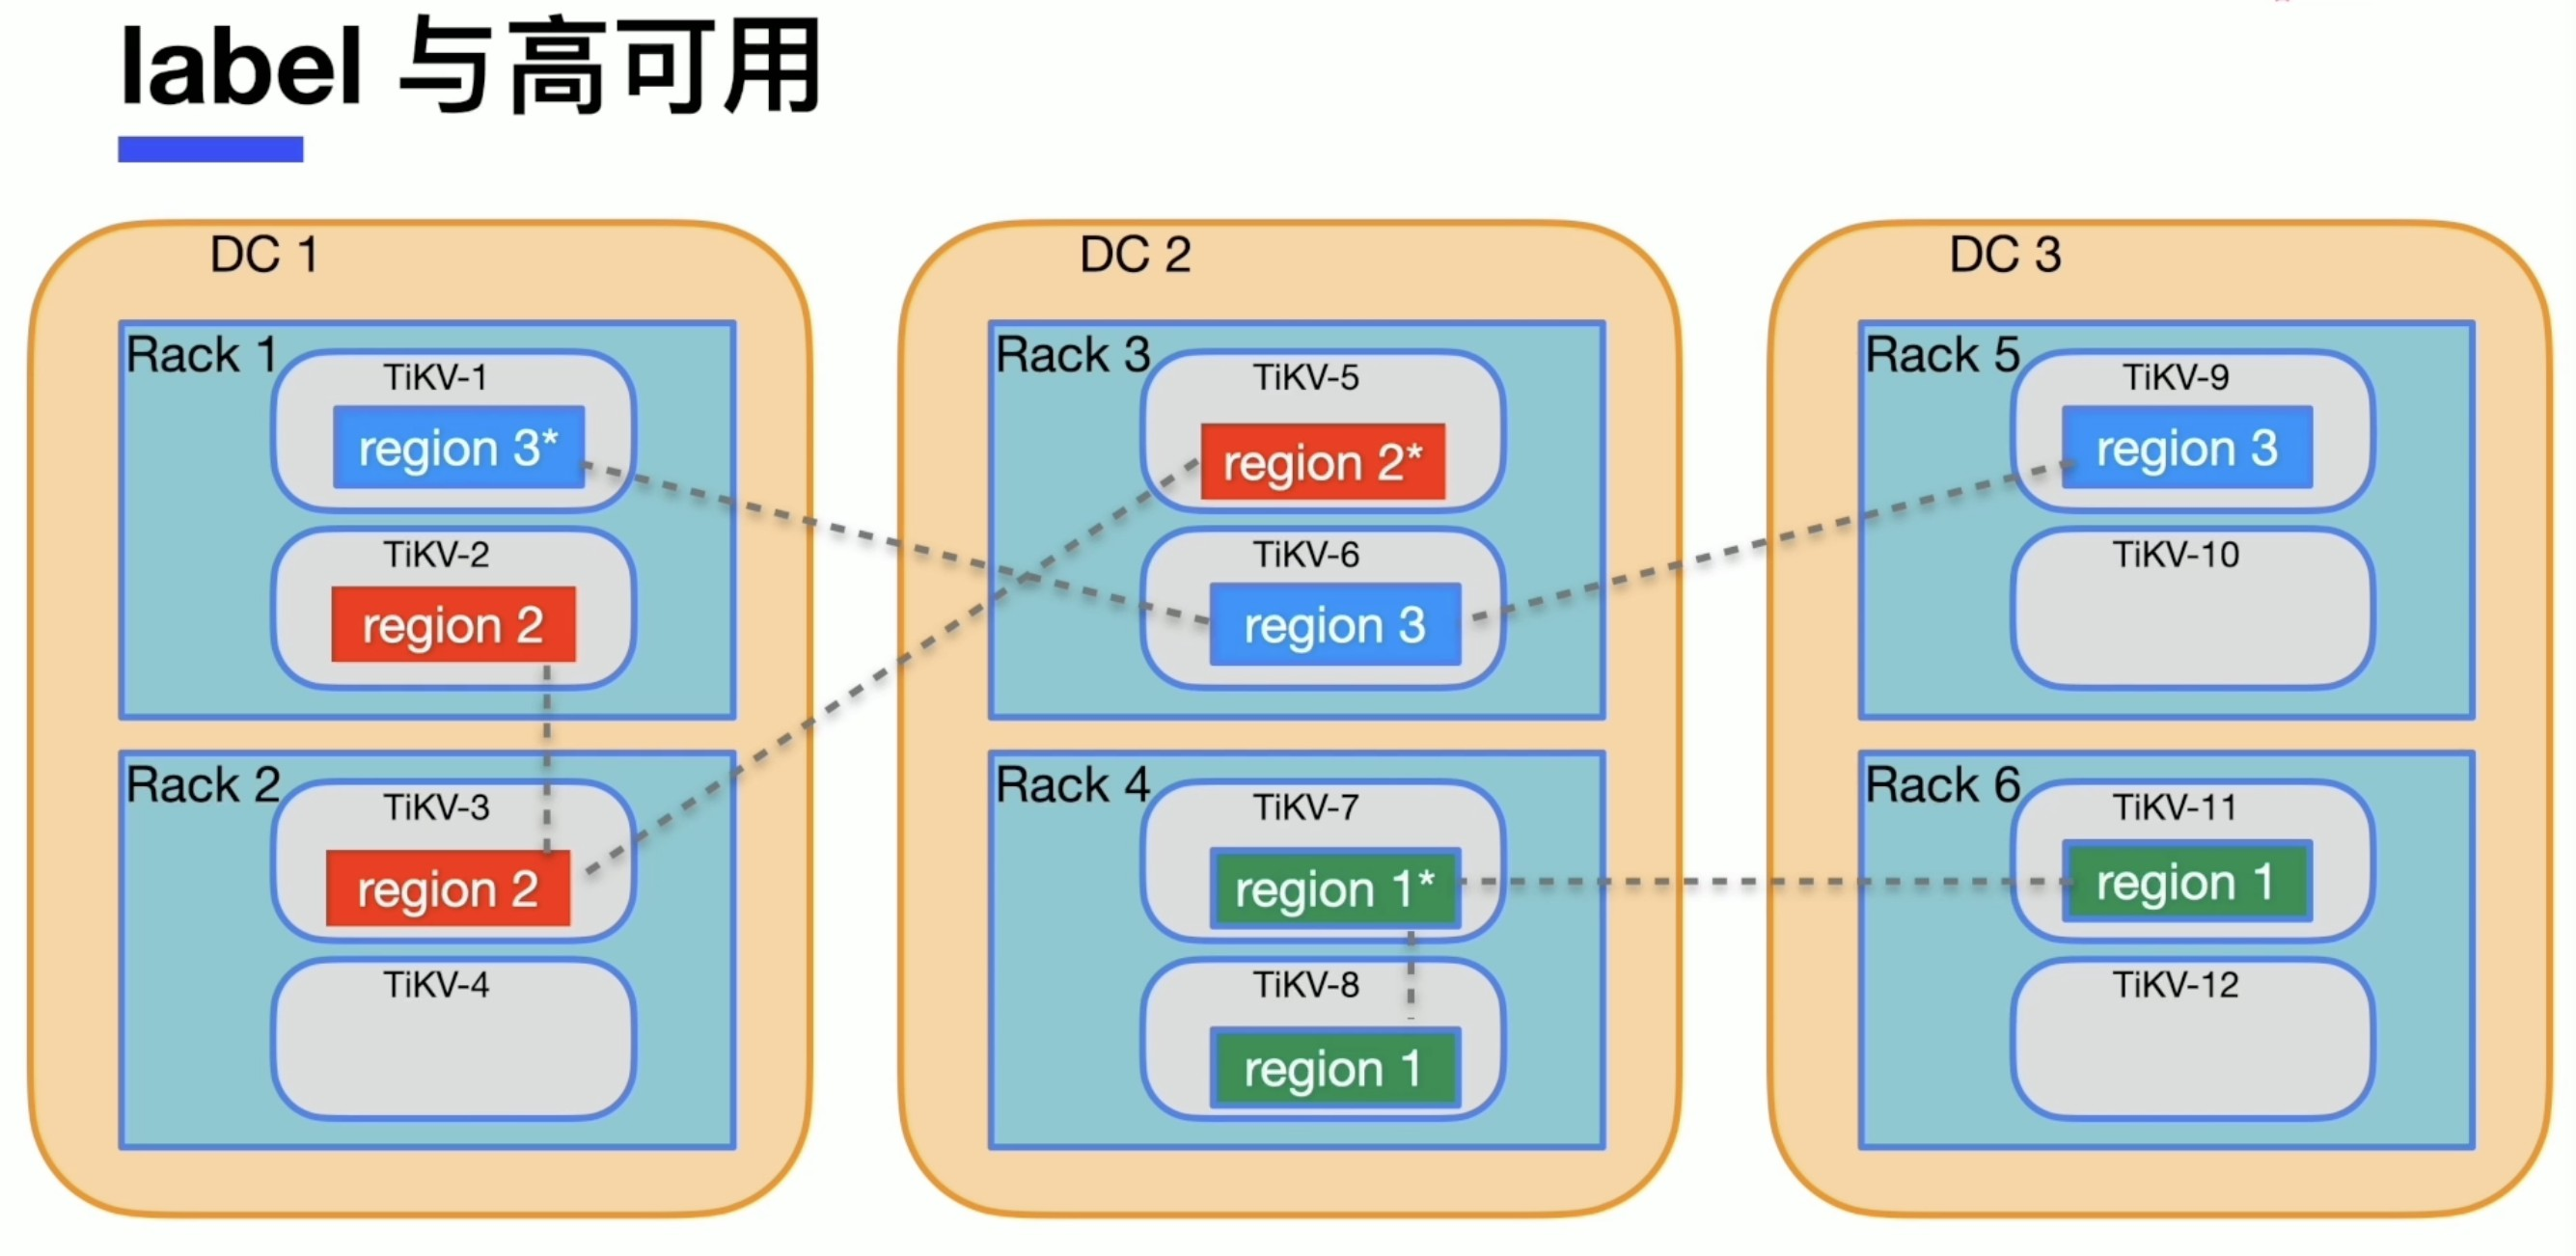 label 与高可用
DC 1
Rack 1
TiKV-1
region 3*
TiKV-2
region 2
Rack 2
TiKV-3
region 2
TiKV-4
DC 2
Rack 3
TiKV-5
region 2*
TiKV-6
region 3
Rack 4
TiKV-7
region 1*
TiKV-8
region 1
DC 3
Rack 5
TiKV-9
region 3
TiKV-10
Rack 6
TiKV-11
region 1
TiKV-12